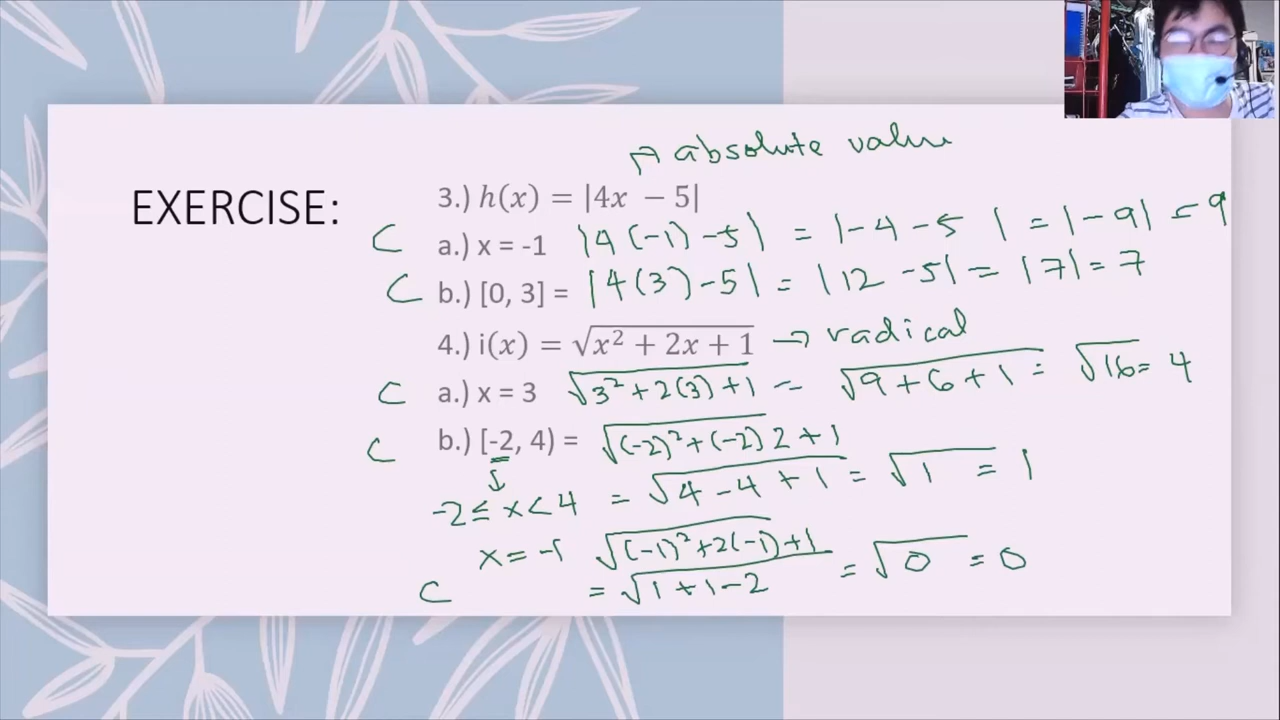 → absolute value
EXERCISE:
3.) h(x) = |4x − 5|
C a.) x = -1 |4(-1)-5| = |-4-5| = |-9| = 9
C b.) [0, 3] = |4(3)-5| = |12-5| = |7| = 7
4.) i(x) = √(x² + 2x + 1) → radical
C a.) x = 3 √(3²+2(3)+1) = √(9+6+1) = √16 = 4
C b.) [-2, 4) = √((-2)²+(-2)2+1)
↓
-2 ≤ x < 4 = √(4-4+1) = √1 = 1
x = -1 √((-1)²+2(-1)+1)
C = √(1+1-2) = √0 = 0